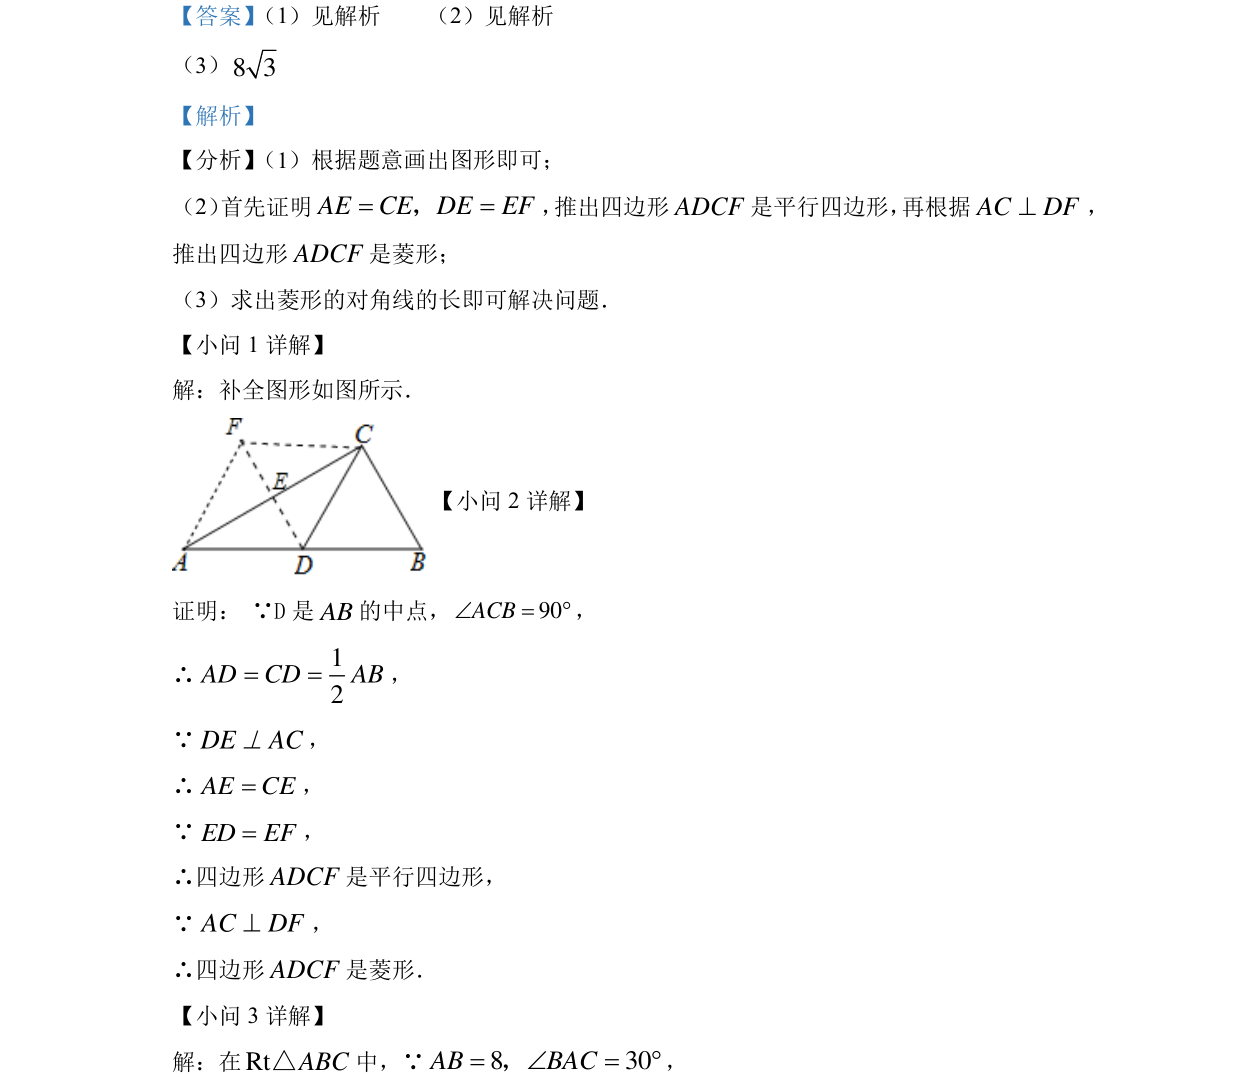 【答案】（1）见解析 （2）见解析
（3）8√3
【解析】
【分析】（1）根据题意画出图形即可；
（2）首先证明 AE = CE，DE = EF，推出四边形 ADCF 是平行四边形，再根据 AC ⊥ DF，
推出四边形 ADCF 是菱形；
（3）求出菱形的对角线的长即可解决问题．
【小问 1 详解】
解：补全图形如图所示．
F
C
E
【小问 2 详解】
A
D
B
证明： ∵D 是 AB 的中点，∠ACB = 90°，
∴ AD = CD = 1/2 AB，
∵ DE ⊥ AC，
∴ AE = CE，
∵ ED = EF，
∴四边形 ADCF 是平行四边形，
∵ AC ⊥ DF，
∴四边形 ADCF 是菱形．
【小问 3 详解】
解：在 Rt△ABC 中，∵ AB = 8，∠BAC = 30°，